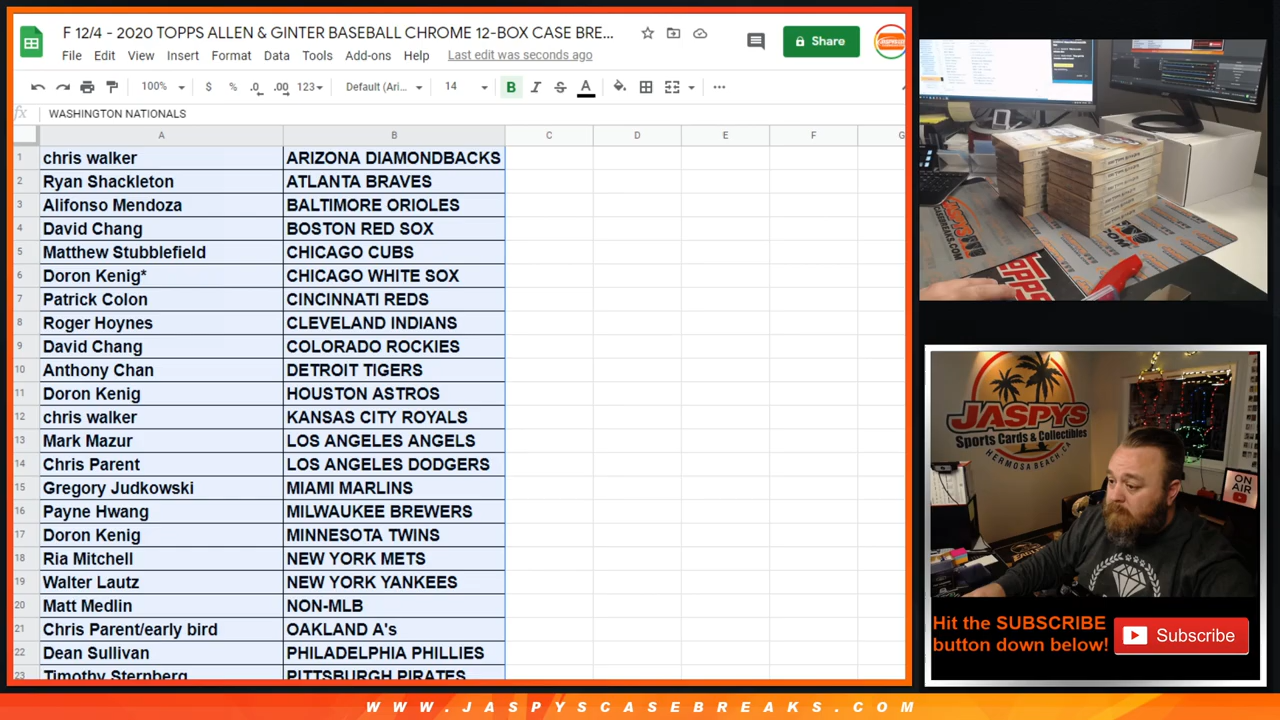 F 12/4 - 2020 TOPPS ALLEN & GINTER BASEBALL CHROME 12-BOX CASE BRE...
Share
File Edit View Insert Format Data Tools Add-ons Help Last edit was seconds ago
100% $ % .0 .00 123 Default (Ari... 14 B I S A
fx WASHINGTON NATIONALS
A B C D E F G
1 chris walker ARIZONA DIAMONDBACKS
2 Ryan Shackleton ATLANTA BRAVES
3 Alifonso Mendoza BALTIMORE ORIOLES
4 David Chang BOSTON RED SOX
5 Matthew Stubblefield CHICAGO CUBS
6 Doron Kenig* CHICAGO WHITE SOX
7 Patrick Colon CINCINNATI REDS
8 Roger Hoynes CLEVELAND INDIANS
9 David Chang COLORADO ROCKIES
10 Anthony Chan DETROIT TIGERS
11 Doron Kenig HOUSTON ASTROS
12 chris walker KANSAS CITY ROYALS
13 Mark Mazur LOS ANGELES ANGELS
14 Chris Parent LOS ANGELES DODGERS
15 Gregory Judkowski MIAMI MARLINS
16 Payne Hwang MILWAUKEE BREWERS
17 Doron Kenig MINNESOTA TWINS
18 Ria Mitchell NEW YORK METS
19 Walter Lautz NEW YORK YANKEES
20 Matt Medlin NON-MLB
21 Chris Parent/early bird OAKLAND A's
22 Dean Sullivan PHILADELPHIA PHILLIES
23 Timothy Sternberg PITTSBURGH PIRATES
TOPPS
JASPYS
Sports Cards & Collectibles
HERMOSA BEACH, CA
ON AIR
EAGLES
Hit the SUBSCRIBE
button down below!
Subscribe
WWW.JASPYSCASEBREAKS.COM